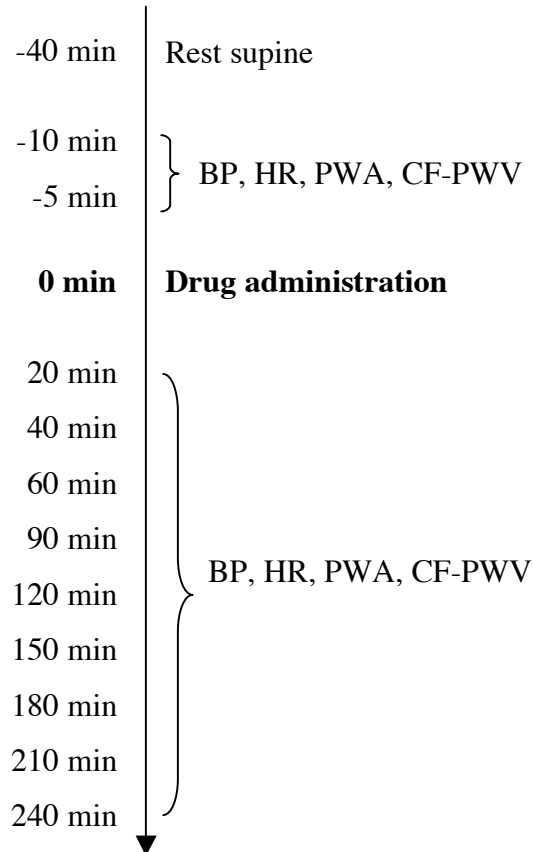 -40 min Rest supine
-10 min
BP, HR, PWA, CF-PWV
-5 min
0 min Drug administration
20 min
40 min
60 min
90 min
BP, HR, PWA, CF-PWV
120 min
150 min
180 min
210 min
240 min